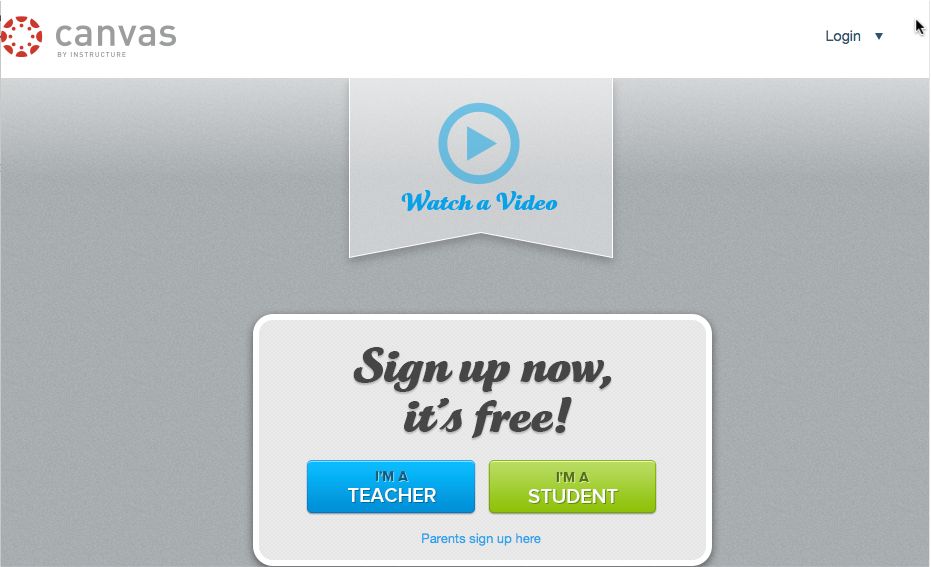 canvas
BY INSTRUCTURE
Login
Watch a Video
Sign up now,
it's free!
I'M A
TEACHER
I'M A
STUDENT
Parents sign up here